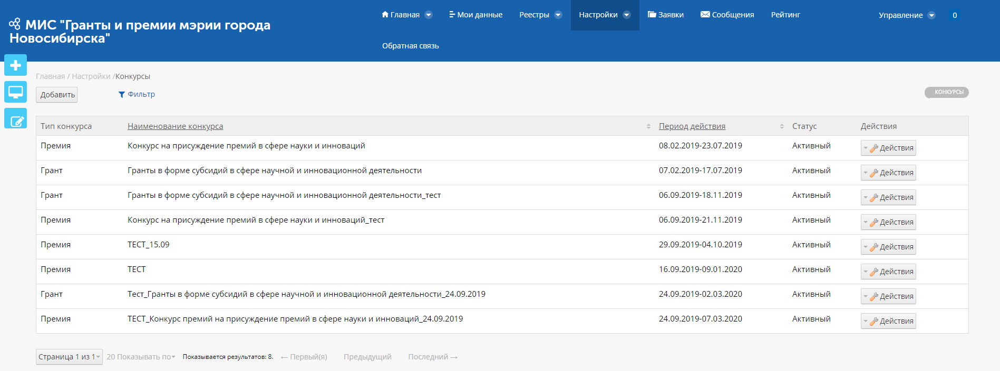 МИС "Гранты и премии мэрии города
Новосибирска"
Главная Мои данные Реестры Настройки Заявки Сообщения Рейтинг Управление 0
Обратная связь
Главная / Настройки /Конкурсы
Добавить Фильтр КОНКУРСЫ
Тип конкурса Наименование конкурса Период действия Статус Действия
Премия Конкурс на присуждение премий в сфере науки и инноваций 08.02.2019-23.07.2019 Активный Действия
Грант Гранты в форме субсидий в сфере научной и инновационной деятельности 07.02.2019-17.07.2019 Активный Действия
Грант Гранты в форме субсидий в сфере научной и инновационной деятельности_тест 06.09.2019-18.11.2019 Активный Действия
Премия Конкурс на присуждение премий в сфере науки и инноваций_тест 06.09.2019-21.11.2019 Активный Действия
Премия ТЕСТ_15.09 29.09.2019-04.10.2019 Активный Действия
Премия ТЕСТ 16.09.2019-09.01.2020 Активный Действия
Грант Тест_Гранты в форме субсидий в сфере научной и инновационной деятельности_24.09.2019 24.09.2019-02.03.2020 Активный Действия
Премия ТЕСТ_Конкурс премий на присуждение премий в сфере науки и инноваций_24.09.2019 24.09.2019-07.03.2020 Активный Действия
Страница 1 из 1 20 Показывать по Показывается результатов: 8. ← Первый(я) Предыдущий Последний →